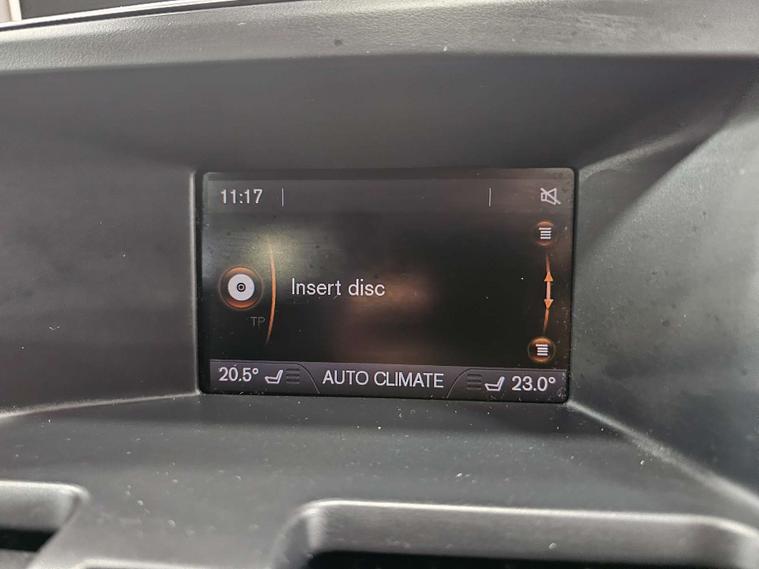 11:17
Insert disc
TP
20.5° AUTO CLIMATE 23.0°